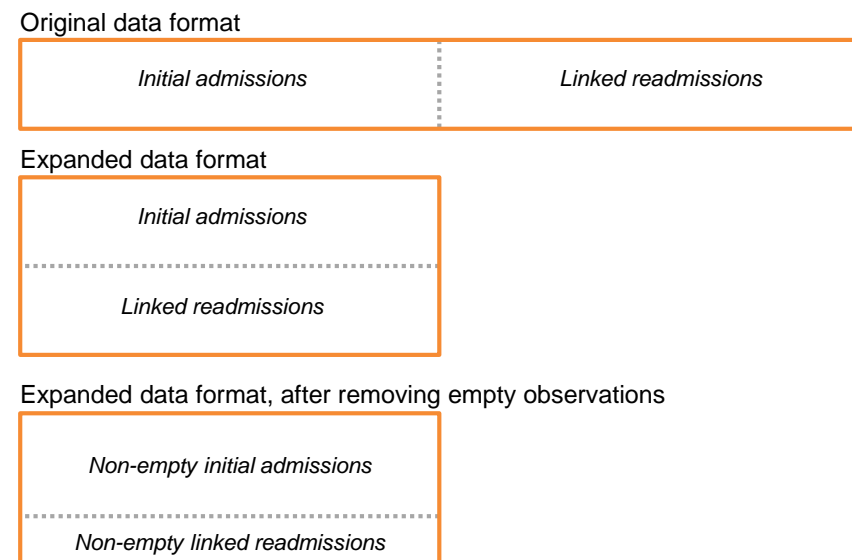 Original data format
Initial admissions
Linked readmissions
Expanded data format
Initial admissions
Linked readmissions
Expanded data format, after removing empty observations
Non-empty initial admissions
Non-empty linked readmissions